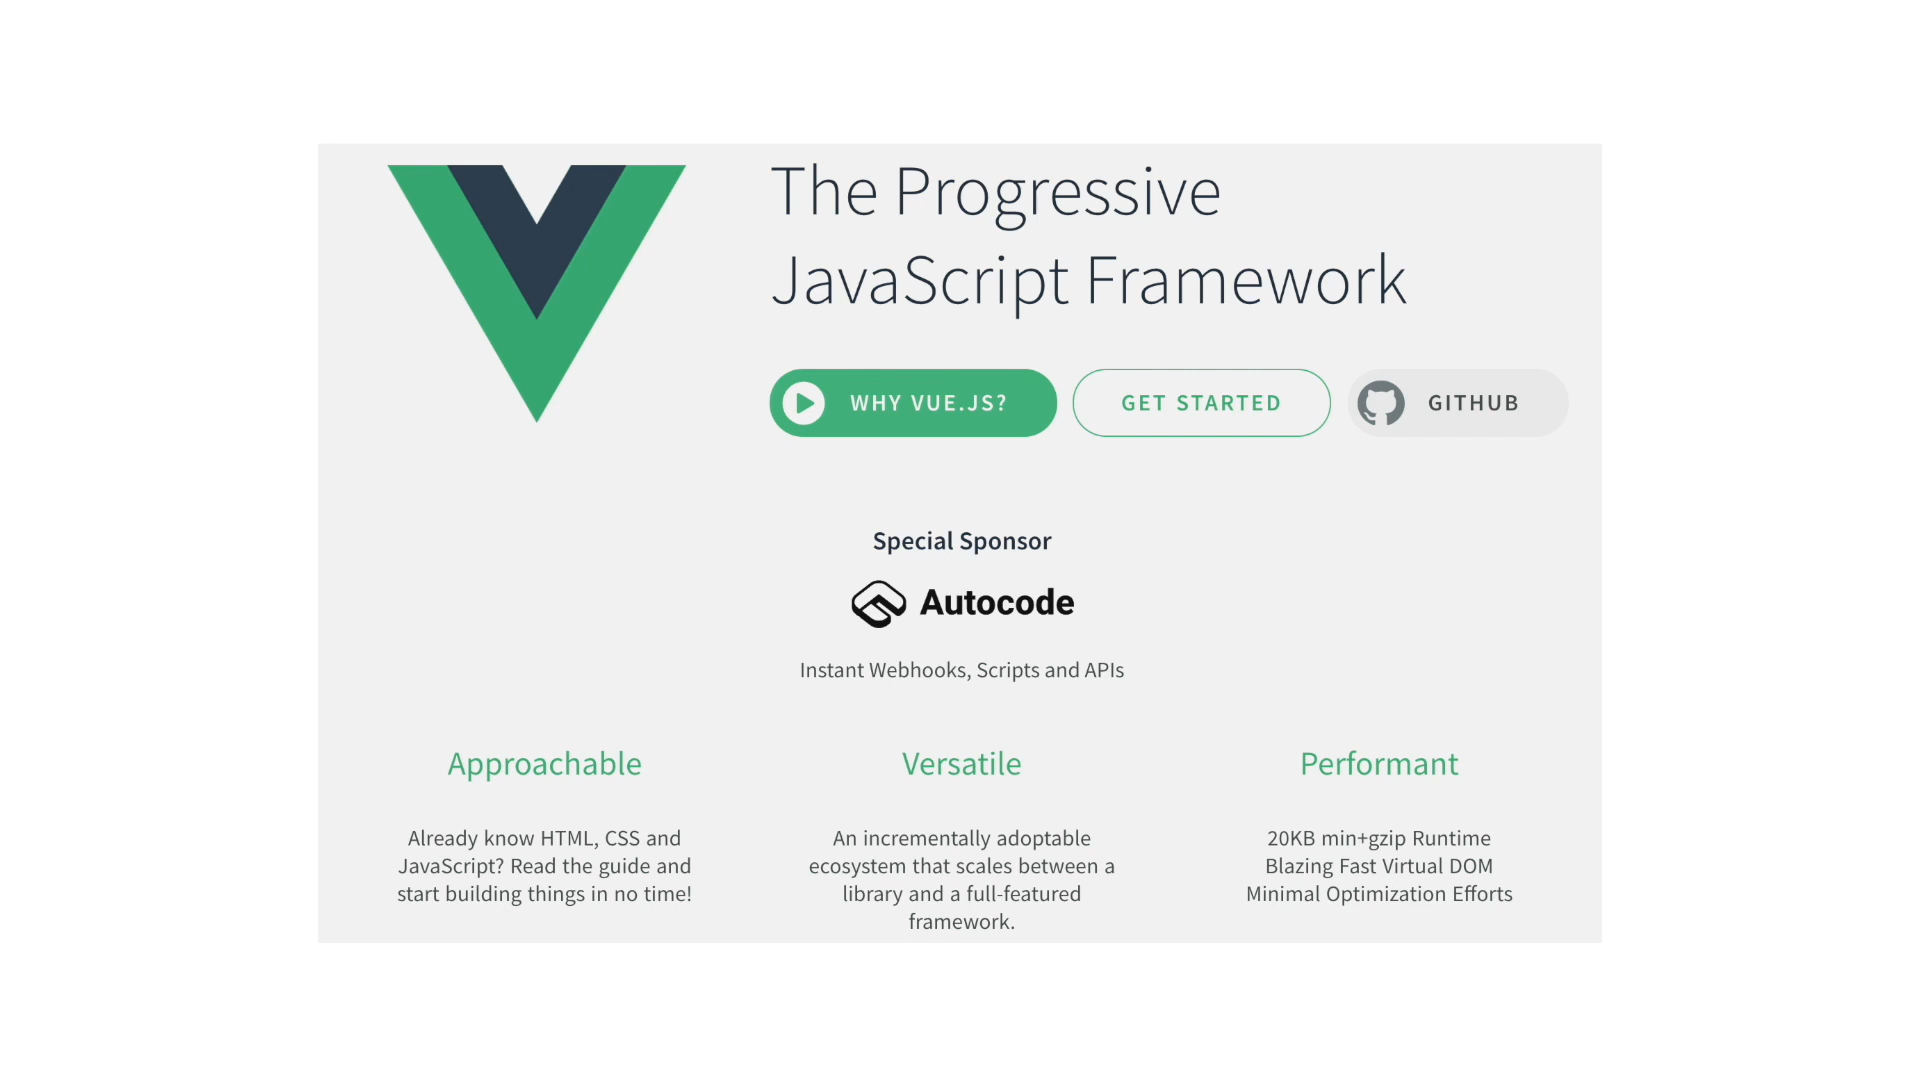 The Progressive
JavaScript Framework
WHY VUE.JS?
GET STARTED
GITHUB
Special Sponsor
Autocode
Instant Webhooks, Scripts and APIs
Approachable
Already know HTML, CSS and
JavaScript? Read the guide and
start building things in no time!
Versatile
An incrementally adoptable
ecosystem that scales between a
library and a full-featured
framework.
Performant
20KB min+gzip Runtime
Blazing Fast Virtual DOM
Minimal Optimization Efforts